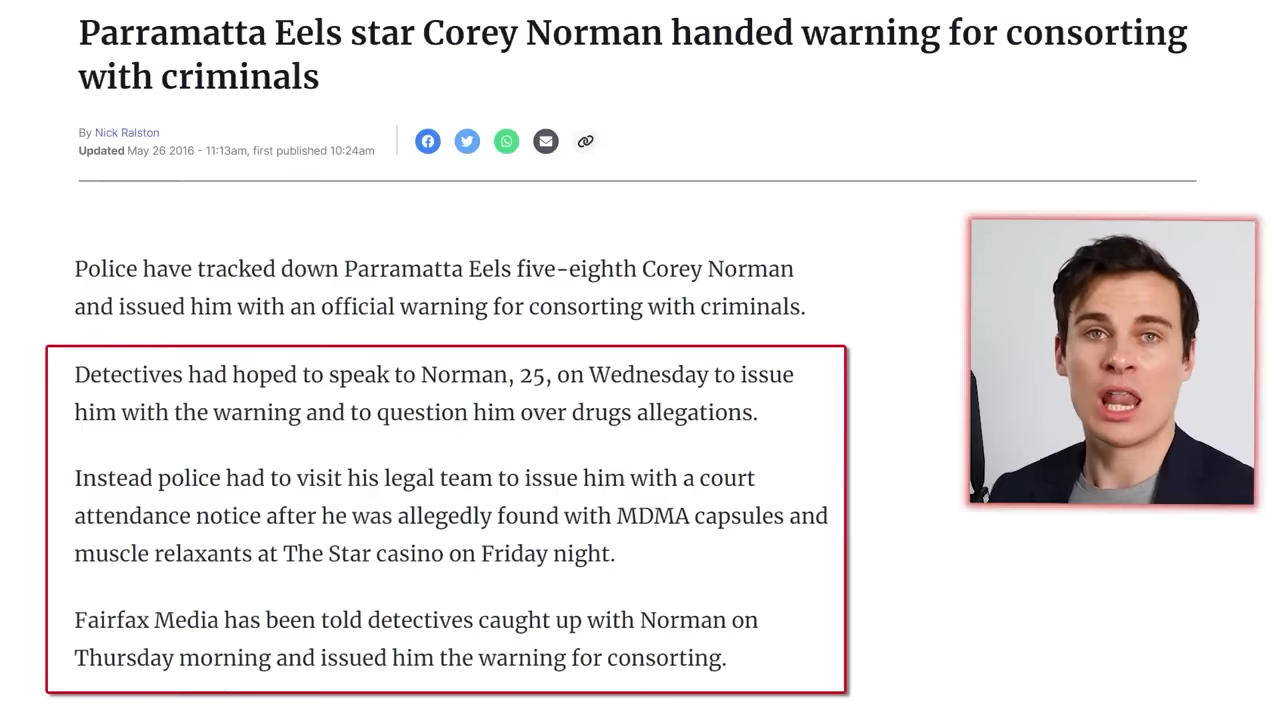 Parramatta Eels star Corey Norman handed warning for consorting
with criminals
By Nick Ralston
Updated May 26 2016 - 11:13am, first published 10:24am
Police have tracked down Parramatta Eels five-eighth Corey Norman
and issued him with an official warning for consorting with criminals.
Detectives had hoped to speak to Norman, 25, on Wednesday to issue
him with the warning and to question him over drugs allegations.
Instead police had to visit his legal team to issue him with a court
attendance notice after he was allegedly found with MDMA capsules and
muscle relaxants at The Star casino on Friday night.
Fairfax Media has been told detectives caught up with Norman on
Thursday morning and issued him the warning for consorting.